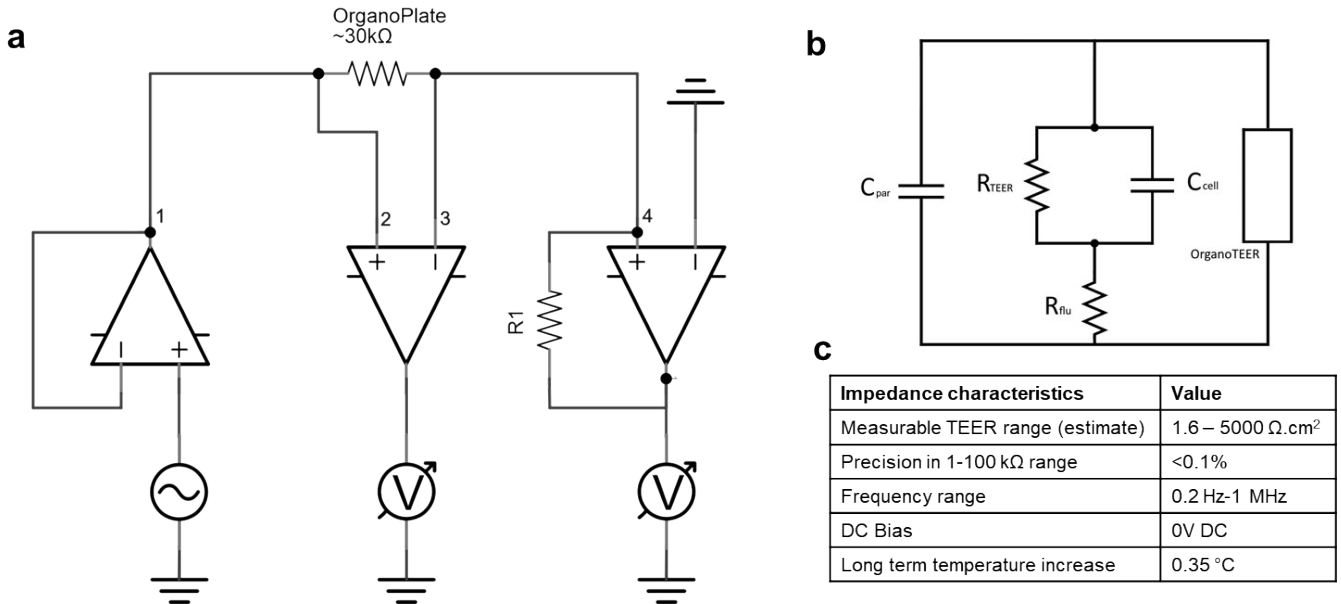 a
OrganoPlate
~30kΩ
1
2
3
4
+
−
+
−
−
+
R1
V
V
b
Cpar
RTEER
Ccell
OrganoTEER
Rflu
c
Impedance characteristics Value
Measurable TEER range (estimate) 1.6 – 5000 Ω.cm²
Precision in 1-100 kΩ range <0.1%
Frequency range 0.2 Hz-1 MHz
DC Bias 0V DC
Long term temperature increase 0.35 °C